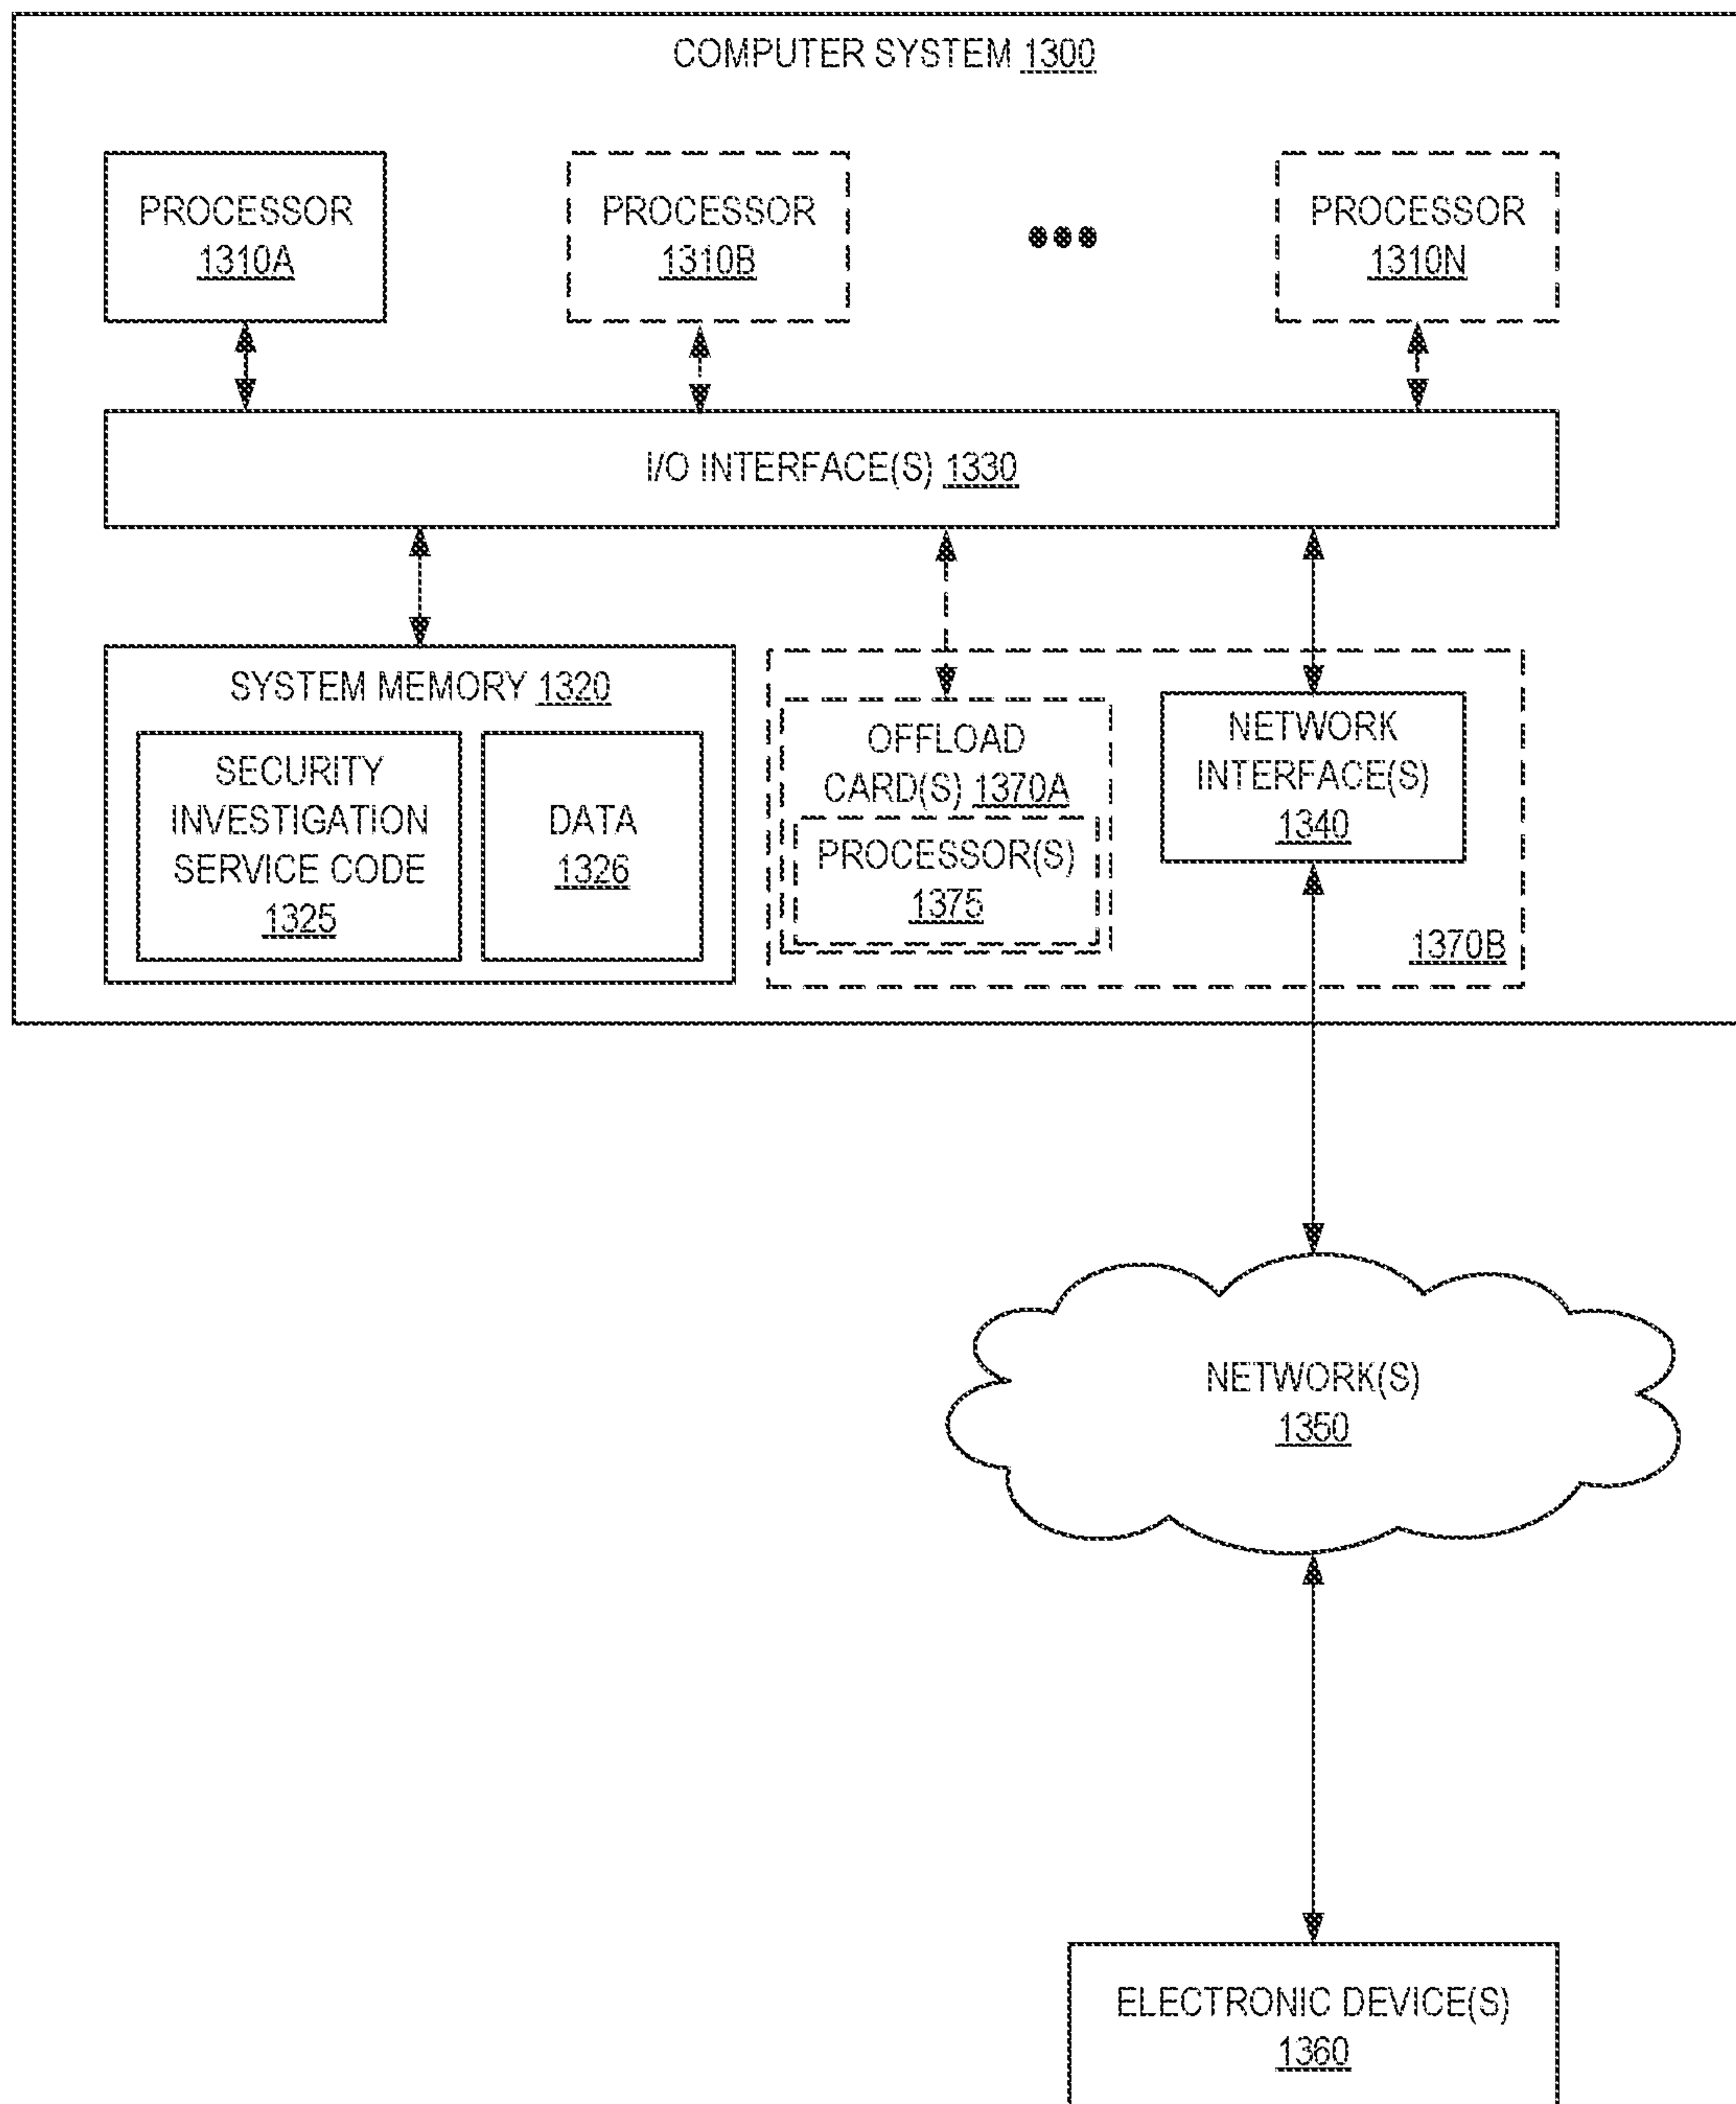 COMPUTER SYSTEM 1300
PROCESSOR
1310A
PROCESSOR
1310B
PROCESSOR
1310N
I/O INTERFACE(S) 1330
SYSTEM MEMORY 1320
SECURITY
INVESTIGATION
SERVICE CODE
1325
DATA
1326
OFFLOAD
CARD(S) 1370A
PROCESSOR(S)
1375
NETWORK
INTERFACE(S)
1340
1370B
NETWORK(S)
1350
ELECTRONIC DEVICE(S)
1360